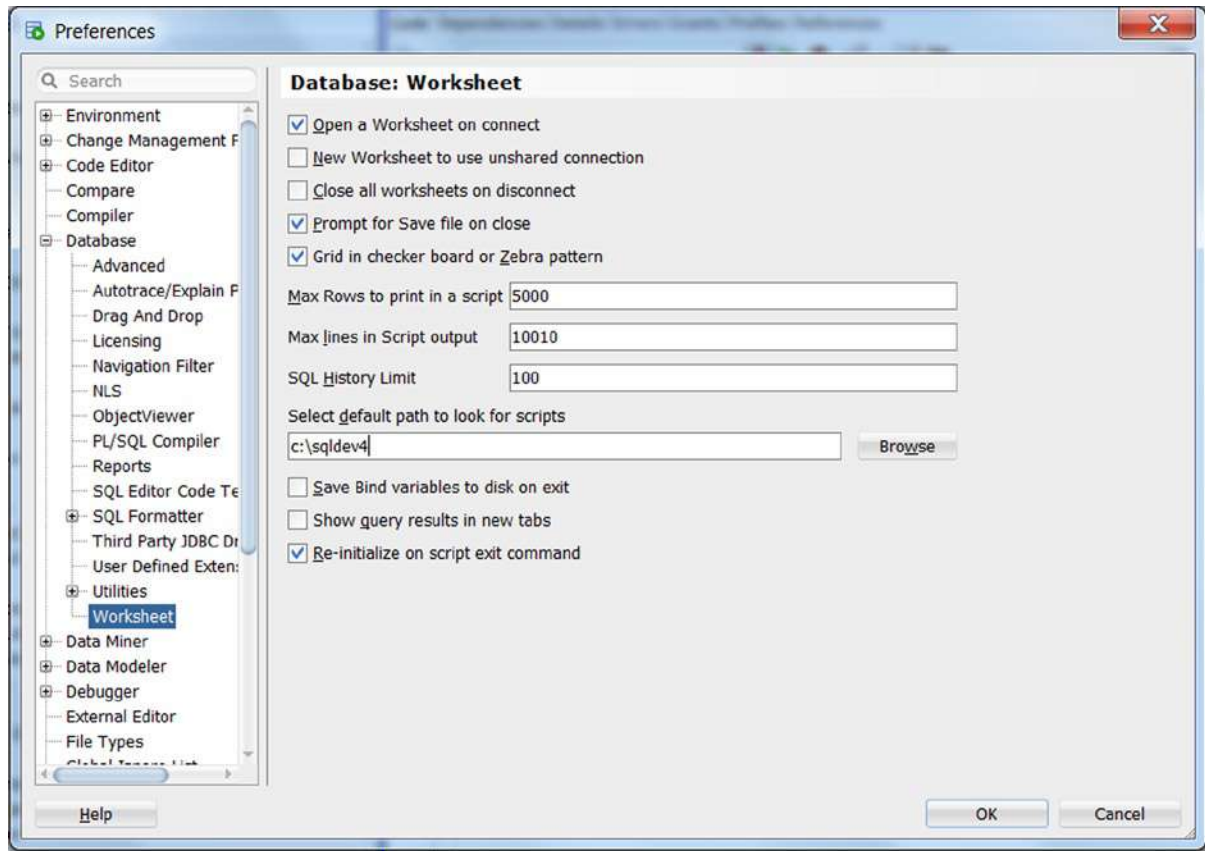 Preferences
Search
Environment
Change Management F
Code Editor
Compare
Compiler
Database
Advanced
Autotrace/Explain P
Drag And Drop
Licensing
Navigation Filter
NLS
ObjectViewer
PL/SQL Compiler
Reports
SQL Editor Code Te
SQL Formatter
Third Party JDBC Dr
User Defined Exten
Utilities
Worksheet
Data Miner
Data Modeler
Debugger
External Editor
File Types
Global Ignore List
Database: Worksheet
Open a Worksheet on connect
New Worksheet to use unshared connection
Close all worksheets on disconnect
Prompt for Save file on close
Grid in checker board or Zebra pattern
Max Rows to print in a script 5000
Max lines in Script output 10010
SQL History Limit 100
Select default path to look for scripts
c:\sqldev4 Browse
Save Bind variables to disk on exit
Show query results in new tabs
Re-initialize on script exit command
Help OK Cancel